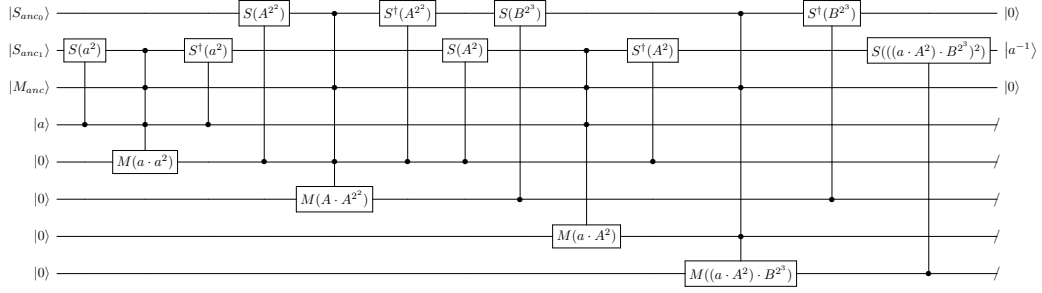 |S_{anc_0}⟩ S(A^{2^2}) S^†(A^{2^2}) S(B^{2^3}) S^†(B^{2^3}) |0⟩
|S_{anc_1}⟩ S(a^2) S^†(a^2) S(A^2) S^†(A^2) S(((a · A^2) · B^{2^3})^2) |a^{-1}⟩
|M_{anc}⟩ |0⟩
|a⟩
|0⟩ M(a · a^2)
|0⟩ M(A · A^{2^2})
|0⟩ M(a · A^2)
|0⟩ M((a · A^2) · B^{2^3})